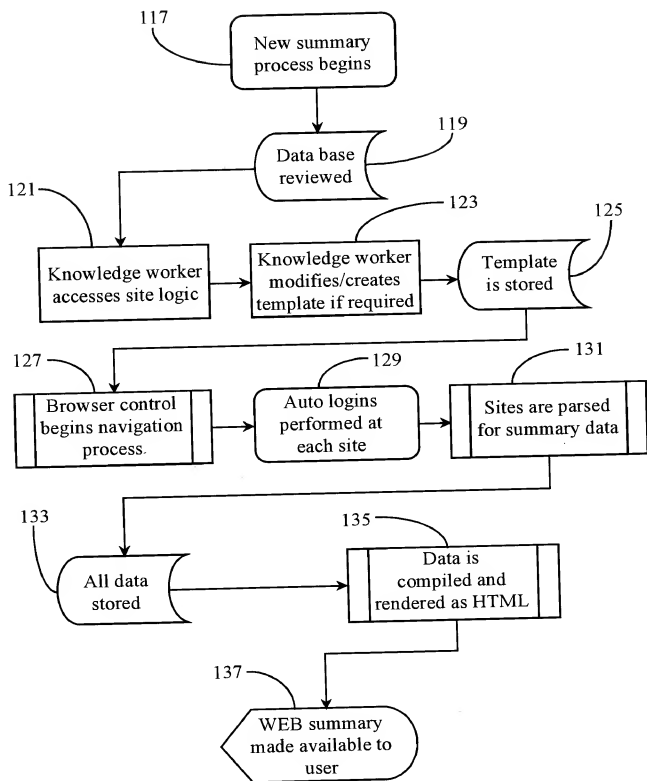 117
New summary
process begins
119
Data base
reviewed
121
Knowledge worker
accesses site logic
123
Knowledge worker
modifies/creates
template if required
125
Template
is stored
127
Browser control
begins navigation
process.
129
Auto logins
performed at
each site
131
Sites are parsed
for summary data
133
All data
stored
135
Data is
compiled and
rendered as HTML
137
WEB summary
made available to
user